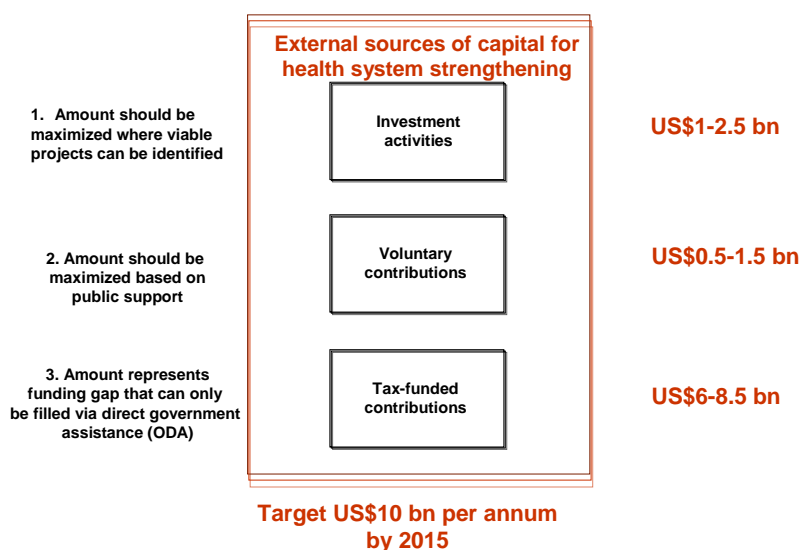 External sources of capital for
health system strengthening
1. Amount should be
maximized where viable
projects can be identified
Investment
activities
US$1-2.5 bn
2. Amount should be
maximized based on
public support
Voluntary
contributions
US$0.5-1.5 bn
3. Amount represents
funding gap that can only
be filled via direct government
assistance (ODA)
Tax-funded
contributions
US$6-8.5 bn
Target US$10 bn per annum
by 2015